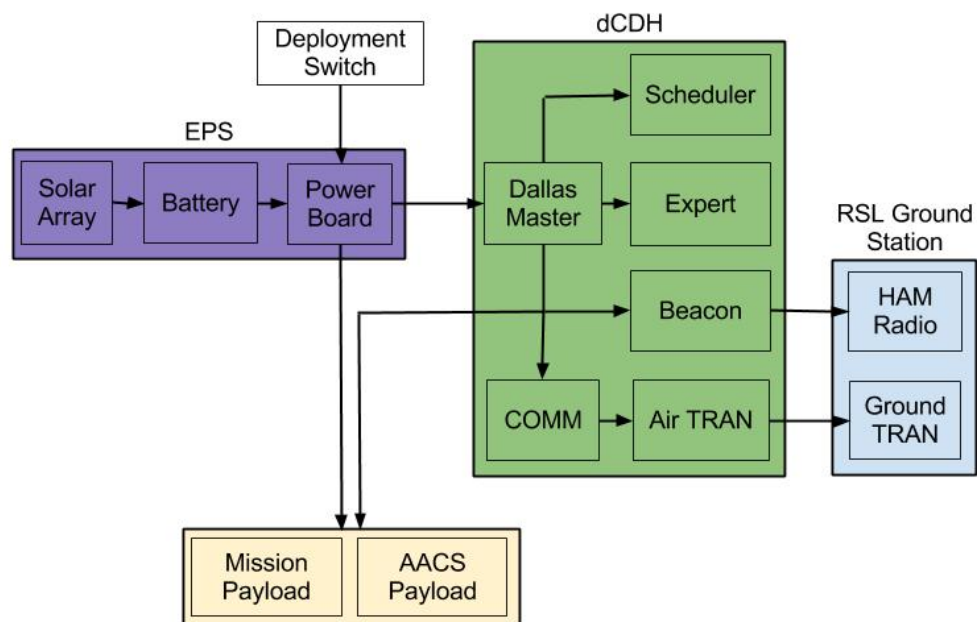 dCDH
Deployment
Switch
Scheduler
EPS
Solar
Array
Battery
Power
Board
Dallas
Master
Expert
RSL Ground
Station
Beacon
HAM
Radio
COMM
Air TRAN
Ground
TRAN
Mission
Payload
AACS
Payload